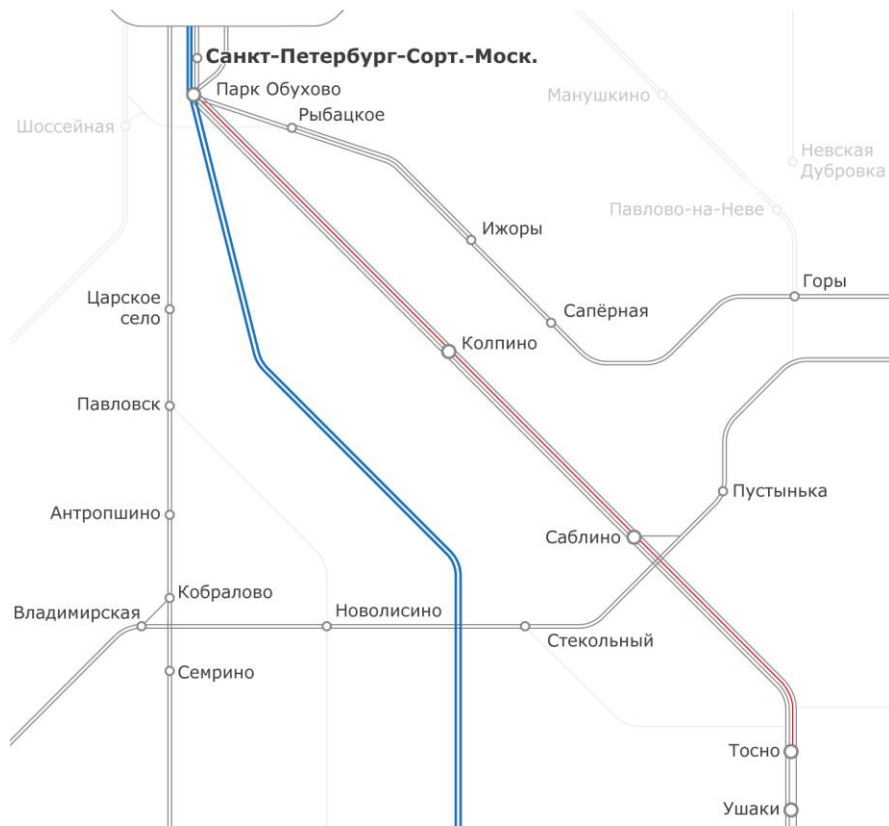 Санкт-Петербург-Сорт.-Моск.
Парк Обухово
Манушкино
Рыбацкое
Шоссейная
Невская
Дубровка
Павлово-на-Неве
Ижоры
Горы
Царское
село
Сапёрная
Колпино
Павловск
Пустынька
Антропшино
Саблино
Кобралово
Владимирская
Новолисино
Стекольный
Семрино
Тосно
Ушаки